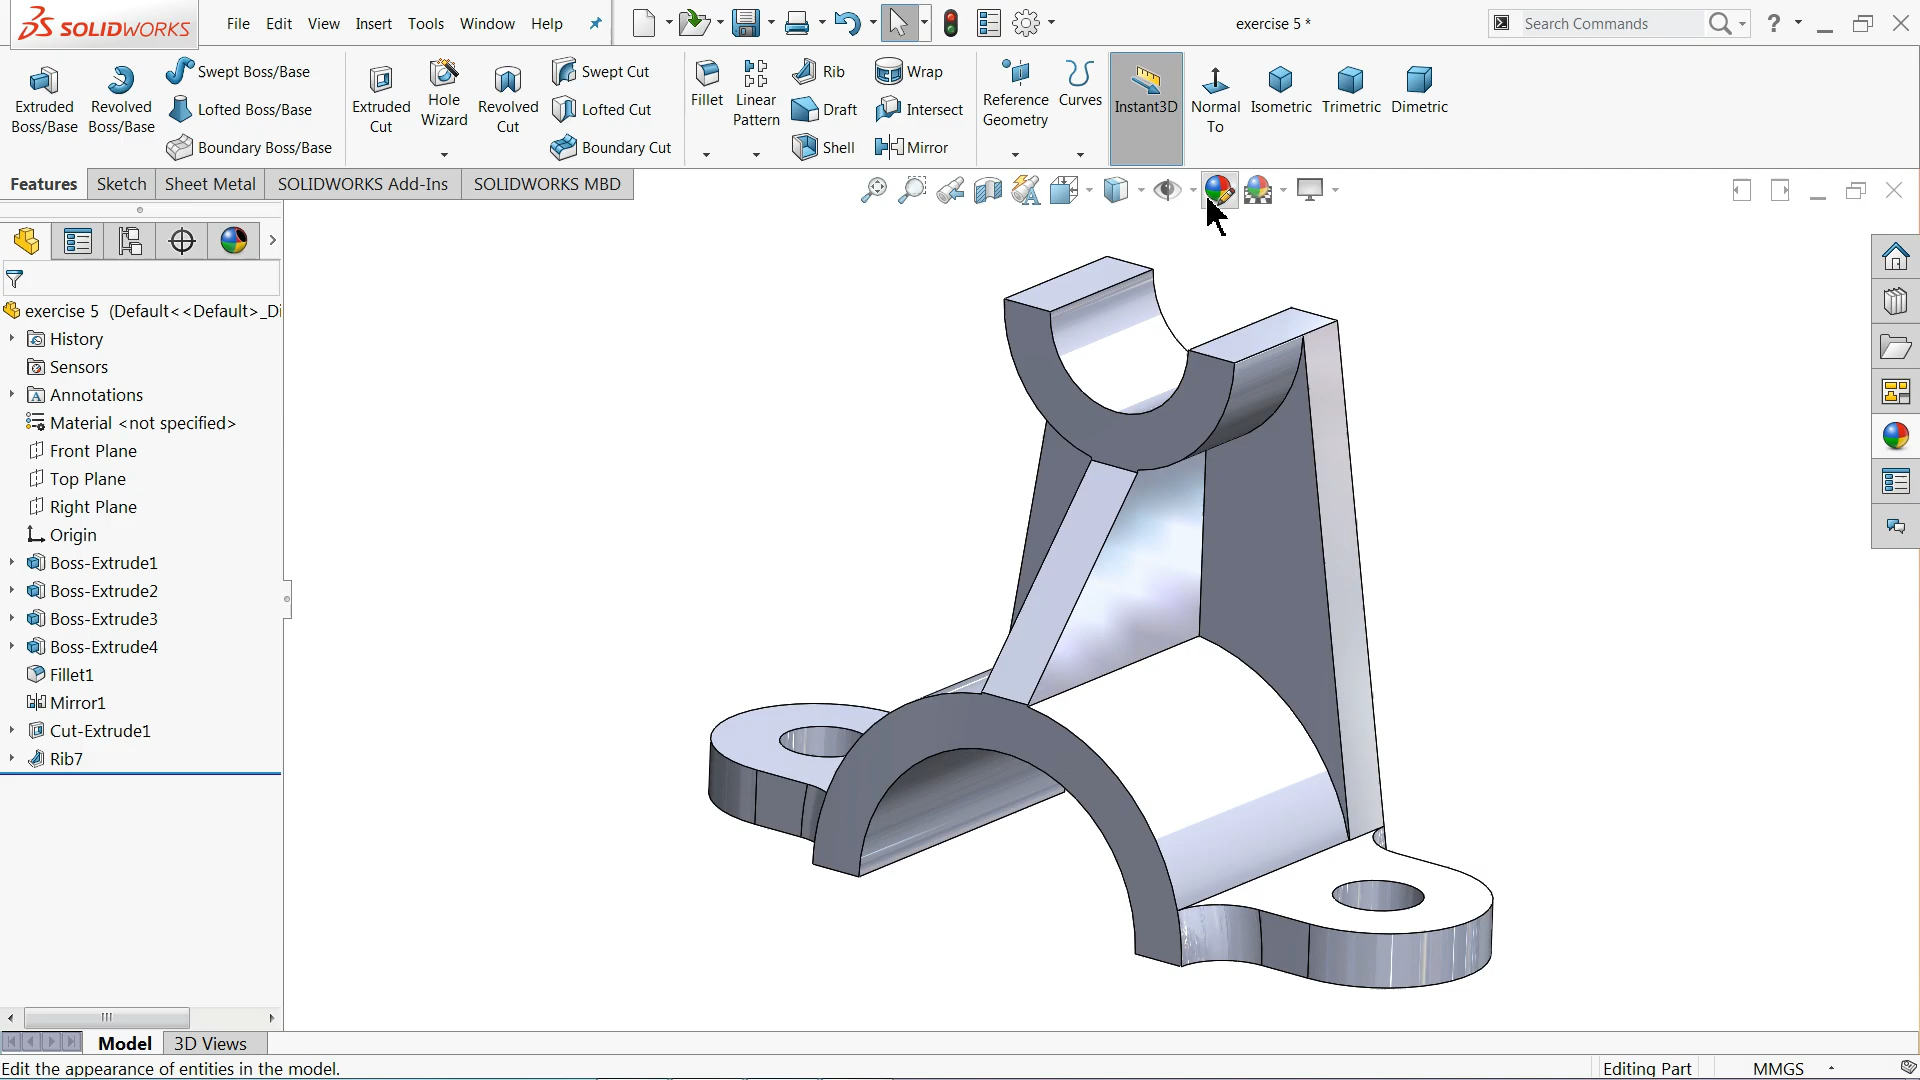 SOLIDWORKS
File Edit View Insert Tools Window Help
exercise 5 *
Search Commands
?
Extruded Boss/Base
Revolved Boss/Base
Swept Boss/Base
Lofted Boss/Base
Boundary Boss/Base
Extruded Cut
Hole Wizard
Revolved Cut
Swept Cut
Lofted Cut
Boundary Cut
Fillet
Linear Pattern
Rib
Draft
Shell
Wrap
Intersect
Mirror
Reference Geometry
Curves
Instant3D
Normal To
Isometric
Trimetric
Dimetric
Features Sketch Sheet Metal SOLIDWORKS Add-Ins SOLIDWORKS MBD
exercise 5 (Default<<Default>_Di
History
Sensors
Annotations
Material <not specified>
Front Plane
Top Plane
Right Plane
Origin
Boss-Extrude1
Boss-Extrude2
Boss-Extrude3
Boss-Extrude4
Fillet1
Mirror1
Cut-Extrude1
Rib7
Model 3D Views
Edit the appearance of entities in the model.
Editing Part
MMGS